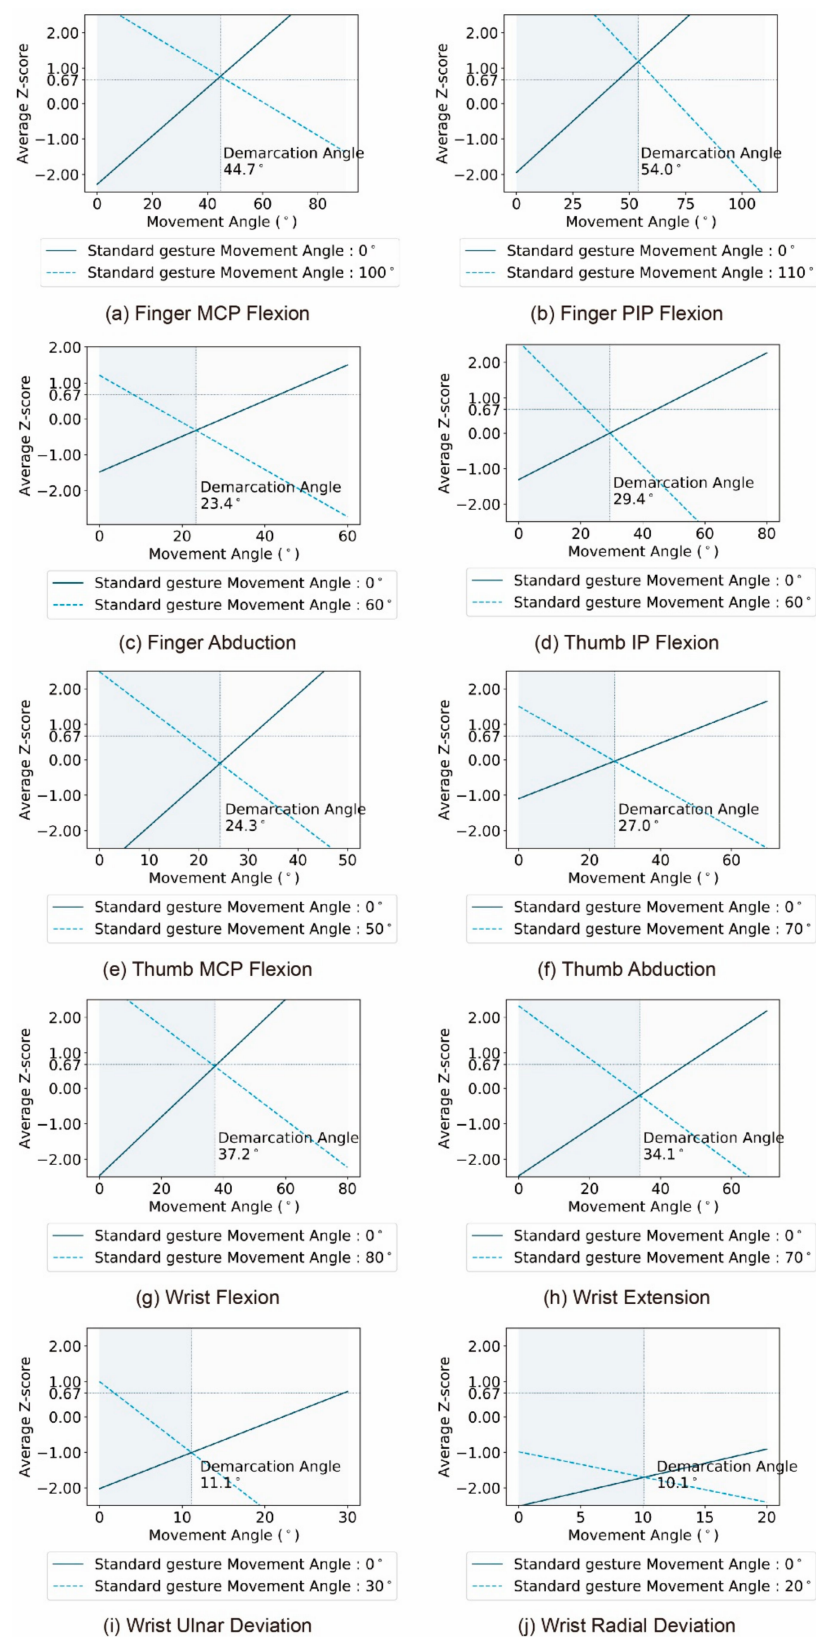 2.00
1.00
0.67
0.00
−1.00
−2.00
Average Z-score
Demarcation Angle
44.7°
0 20 40 60 80
Movement Angle (°)
Standard gesture Movement Angle : 0°
Standard gesture Movement Angle : 100°
(a) Finger MCP Flexion
2.00
1.00
0.67
0.00
−1.00
−2.00
Average Z-score
Demarcation Angle
54.0°
0 25 50 75 100
Movement Angle (°)
Standard gesture Movement Angle : 0°
Standard gesture Movement Angle : 110°
(b) Finger PIP Flexion
2.00
1.00
0.67
0.00
−1.00
−2.00
Average Z-score
Demarcation Angle
23.4°
0 20 40 60
Movement Angle (°)
Standard gesture Movement Angle : 0°
Standard gesture Movement Angle : 60°
(c) Finger Abduction
2.00
1.00
0.67
0.00
−1.00
−2.00
Average Z-score
Demarcation Angle
29.4°
0 20 40 60 80
Movement Angle (°)
Standard gesture Movement Angle : 0°
Standard gesture Movement Angle : 60°
(d) Thumb IP Flexion
2.00
1.00
0.67
0.00
−1.00
−2.00
Average Z-score
Demarcation Angle
24.3°
0 10 20 30 40 50
Movement Angle (°)
Standard gesture Movement Angle : 0°
Standard gesture Movement Angle : 50°
(e) Thumb MCP Flexion
2.00
1.00
0.67
0.00
−1.00
−2.00
Average Z-score
Demarcation Angle
27.0°
0 20 40 60
Movement Angle (°)
Standard gesture Movement Angle : 0°
Standard gesture Movement Angle : 70°
(f) Thumb Abduction
2.00
1.00
0.67
0.00
−1.00
−2.00
Average Z-score
Demarcation Angle
37.2°
0 20 40 60 80
Movement Angle (°)
Standard gesture Movement Angle : 0°
Standard gesture Movement Angle : 80°
(g) Wrist Flexion
2.00
1.00
0.67
0.00
−1.00
−2.00
Average Z-score
Demarcation Angle
34.1°
0 20 40 60
Movement Angle (°)
Standard gesture Movement Angle : 0°
Standard gesture Movement Angle : 70°
(h) Wrist Extension
2.00
1.00
0.67
0.00
−1.00
−2.00
Average Z-score
Demarcation Angle
11.1°
0 10 20 30
Movement Angle (°)
Standard gesture Movement Angle : 0°
Standard gesture Movement Angle : 30°
(i) Wrist Ulnar Deviation
2.00
1.00
0.67
0.00
−1.00
−2.00
Average Z-score
Demarcation Angle
10.1°
0 5 10 15 20
Movement Angle (°)
Standard gesture Movement Angle : 0°
Standard gesture Movement Angle : 20°
(j) Wrist Radial Deviation